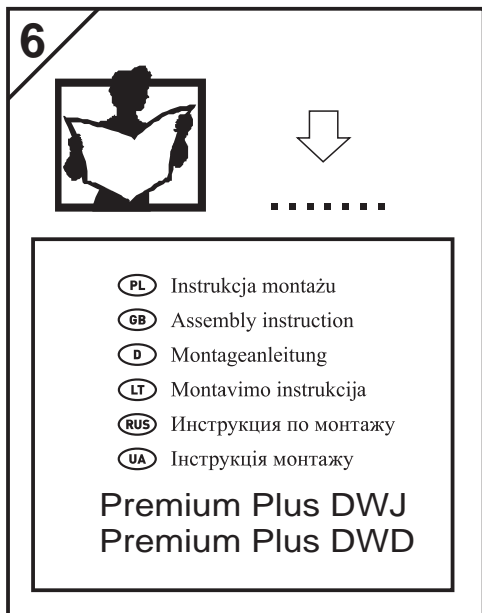 6
PL Instrukcja montażu
GB Assembly instruction
D Montageanleitung
LT Montavimo instrukcija
RUS Инструкция по монтажу
UA Інструкція монтажу
Premium Plus DWJ
Premium Plus DWD